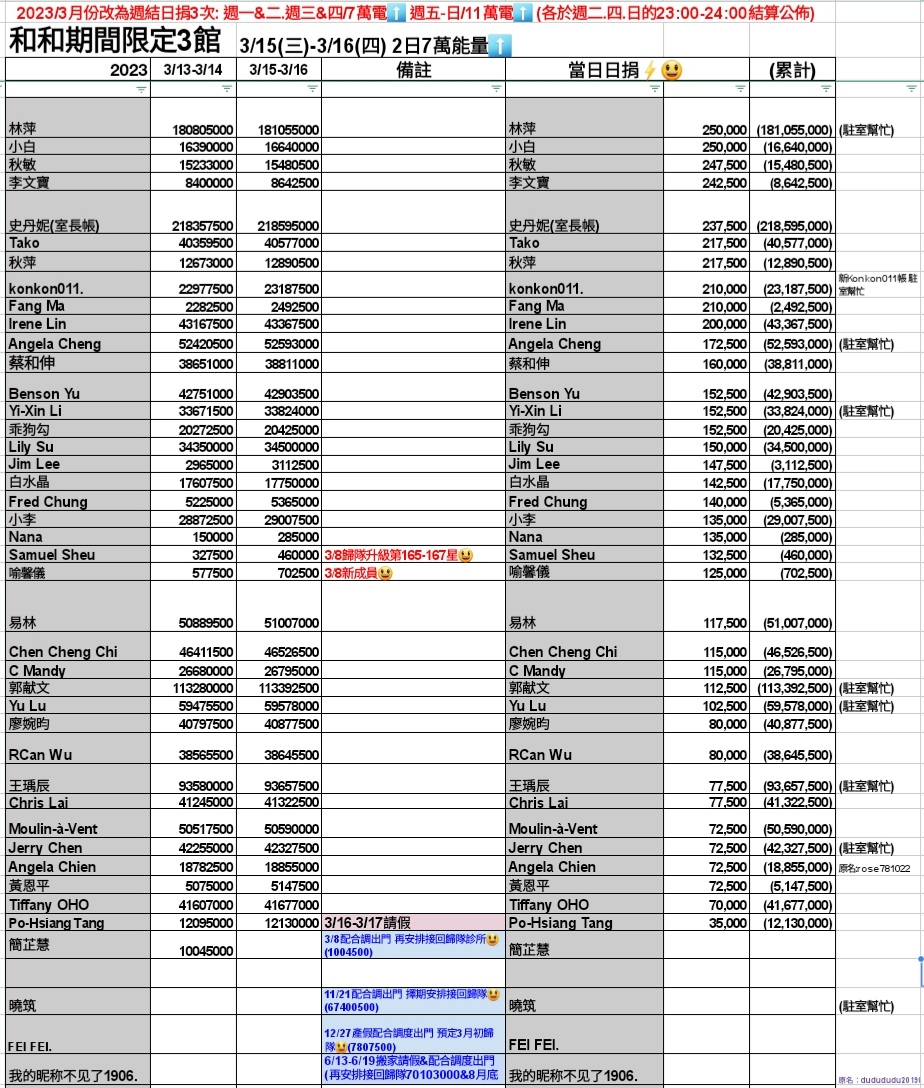 2023/3月份改為週結日捐3次: 週一&二.週三&四/7萬電⬆️ 週五-日/11萬電⬆️ (各於週二.四.日的23:00-24:00結算公佈)
和和期間限定3館 3/15(三)-3/16(四) 2日7萬能量⬆️
2023 3/13-3/14 3/15-3/16 備註 當日日捐⚡😃 (累計)
林萍 180805000 181055000 林萍 250,000 (181,055,000) (駐室幫忙)
小白 16390000 16640000 小白 250,000 (16,640,000)
秋敏 15233000 15480500 秋敏 247,500 (15,480,500)
李文寶 8400000 8642500 李文寶 242,500 (8,642,500)
史丹妮(室長帳) 218357500 218595000 史丹妮(室長帳) 237,500 (218,595,000)
Tako 40359500 40577000 Tako 217,500 (40,577,000)
秋萍 12673000 12890500 秋萍 217,500 (12,890,500)
konkon011. 22977500 23187500 konkon011. 210,000 (23,187,500) 新Konkon011帳 駐
室幫忙
Fang Ma 2282500 2492500 Fang Ma 210,000 (2,492,500)
Irene Lin 43167500 43367500 Irene Lin 200,000 (43,367,500)
Angela Cheng 52420500 52593000 Angela Cheng 172,500 (52,593,000) (駐室幫忙)
蔡和伸 38651000 38811000 蔡和伸 160,000 (38,811,000)
Benson Yu 42751000 42903500 Benson Yu 152,500 (42,903,500)
Yi-Xin Li 33671500 33824000 Yi-Xin Li 152,500 (33,824,000) (駐室幫忙)
乖狗勾 20272500 20425000 乖狗勾 152,500 (20,425,000)
Lily Su 34350000 34500000 Lily Su 150,000 (34,500,000)
Jim Lee 2965000 3112500 Jim Lee 147,500 (3,112,500)
白水晶 17607500 17750000 白水晶 142,500 (17,750,000)
Fred Chung 5225000 5365000 Fred Chung 140,000 (5,365,000)
小李 28872500 29007500 小李 135,000 (29,007,500)
Nana 150000 285000 Nana 135,000 (285,000)
Samuel Sheu 327500 460000 3/8歸隊升級第165-167星😃 Samuel Sheu 132,500 (460,000)
喻馨儀 577500 702500 3/8新成員😃 喻馨儀 125,000 (702,500)
易林 50889500 51007000 易林 117,500 (51,007,000)
Chen Cheng Chi 46411500 46526500 Chen Cheng Chi 115,000 (46,526,500)
C Mandy 26680000 26795000 C Mandy 115,000 (26,795,000)
郭献文 113280000 113392500 郭献文 112,500 (113,392,500) (駐室幫忙)
Yu Lu 59475500 59578000 Yu Lu 102,500 (59,578,000) (駐室幫忙)
廖婉昀 40797500 40877500 廖婉昀 80,000 (40,877,500)
RCan Wu 38565500 38645500 RCan Wu 80,000 (38,645,500)
王瑀辰 93580000 93657500 王瑀辰 77,500 (93,657,500) (駐室幫忙)
Chris Lai 41245000 41322500 Chris Lai 77,500 (41,322,500)
Moulin-à-Vent 50517500 50590000 Moulin-à-Vent 72,500 (50,590,000)
Jerry Chen 42255000 42327500 Jerry Chen 72,500 (42,327,500) (駐室幫忙)
Angela Chien 18782500 18855000 Angela Chien 72,500 (18,855,000) 原名rose781022
黃恩平 5075000 5147500 黃恩平 72,500 (5,147,500)
Tiffany OHO 41607000 41677000 Tiffany OHO 70,000 (41,677,000)
Po-Hsiang Tang 12095000 12130000 3/16-3/17請假 Po-Hsiang Tang 35,000 (12,130,000)
簡芷慧 10045000 3/8配合調出門 再安排接回歸隊診所😃 簡芷慧
(1004500)
曉筑 11/21配合調出門 擇期安排接回歸隊😃 曉筑 (駐室幫忙)
(67400500)
FEI FEI. 12/27產假配合調度出門 預定3月初歸 FEI FEI.
隊😃(7807500)
我的昵称不见了1906. 6/13-6/19搬家請假&配合調度出門 我的昵称不见了1906.
(再安排接回歸隊70103000&8月底 原名：dudududu2019(